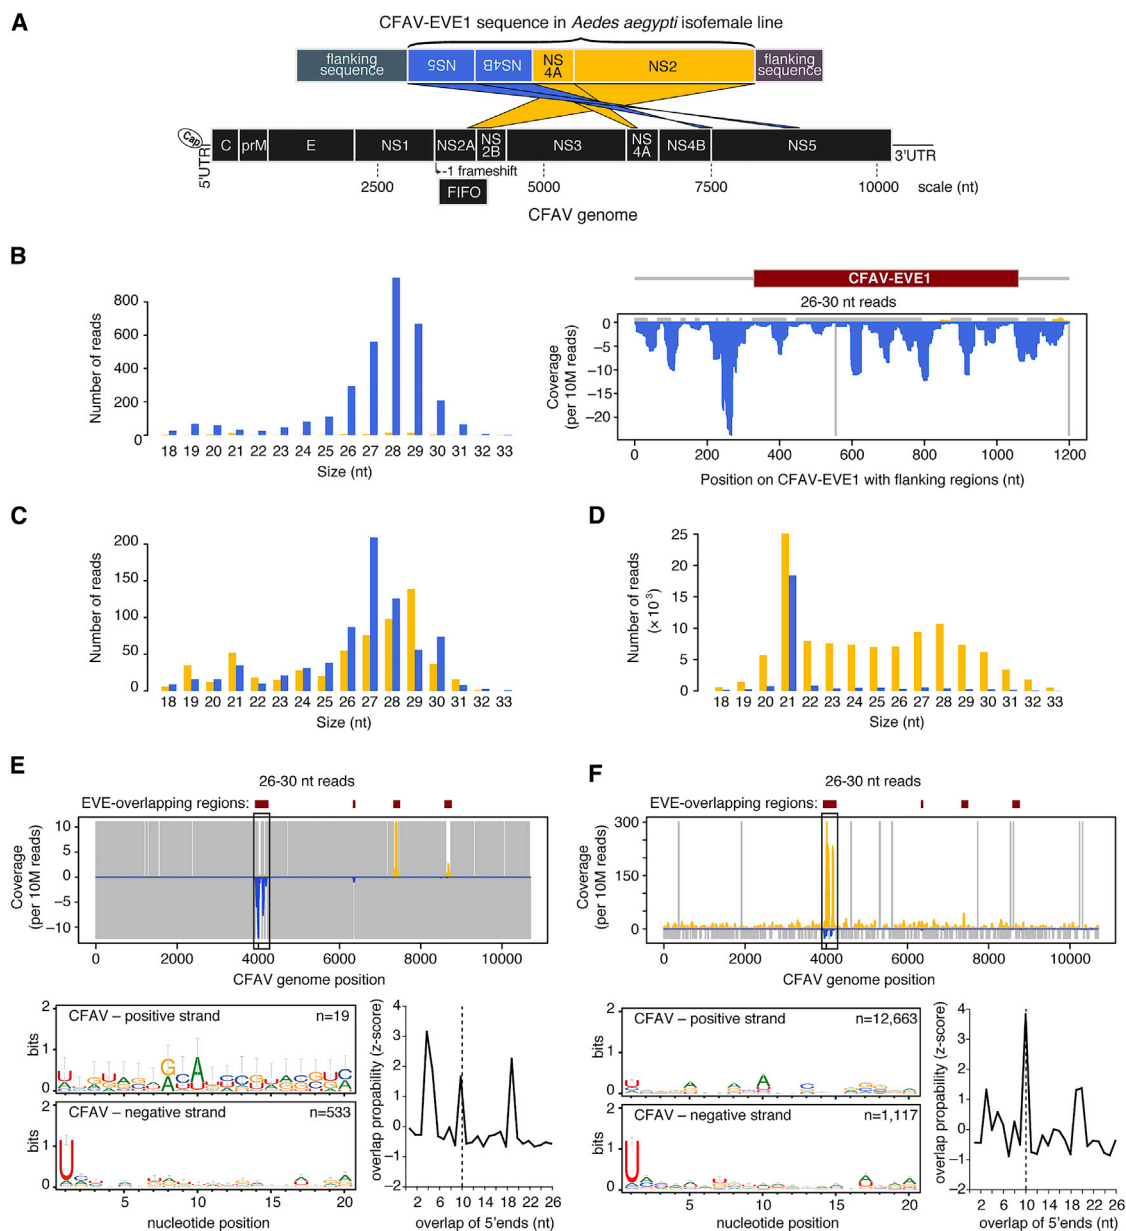 A
CFAV-EVE1 sequence in Aedes aegypti isofemale line
flanking sequence
NS5
NS4B
NS 4A
NS2
flanking sequence
Cap
5'UTR
C
prM
E
NS1
NS2A
NS 2B
NS3
NS 4A
NS4B
NS5
3'UTR
-1 frameshift
FIFO
2500
5000
7500
10000
scale (nt)
CFAV genome
B
Number of reads
800
600
400
200
0
18 19 20 21 22 23 24 25 26 27 28 29 30 31 32 33
Size (nt)
CFAV-EVE1
26-30 nt reads
Coverage
(per 10M reads)
0
−5
−10
−15
−20
0 200 400 600 800 1000 1200
Position on CFAV-EVE1 with flanking regions (nt)
C
Number of reads
200
150
100
50
0
18 19 20 21 22 23 24 25 26 27 28 29 30 31 32 33
Size (nt)
D
Number of reads
(× 10³)
25
20
15
10
5
0
18 19 20 21 22 23 24 25 26 27 28 29 30 31 32 33
Size (nt)
E
26-30 nt reads
EVE-overlapping regions:
Coverage
(per 10M reads)
10
5
0
−5
−10
0 2000 4000 6000 8000 10000
CFAV genome position
CFAV – positive strand n=19
bits
2
1
0
CFAV – negative strand n=533
bits
2
1
0
5 10 15 20
nucleotide position
overlap propability (z-score)
4
3
2
1
0
−1
−2
2 6 10 14 18 22 26
overlap of 5'ends (nt)
F
26-30 nt reads
EVE-overlapping regions:
Coverage
(per 10M reads)
300
150
0
0 2000 4000 6000 8000 10000
CFAV genome position
CFAV – positive strand n=12,663
bits
2
1
0
CFAV – negative strand n=1,117
bits
2
1
0
5 10 15 20
nucleotide position
overlap propability (z-score)
4
3
2
1
0
−1
−2
2 6 10 14 18 22 26
overlap of 5'ends (nt)